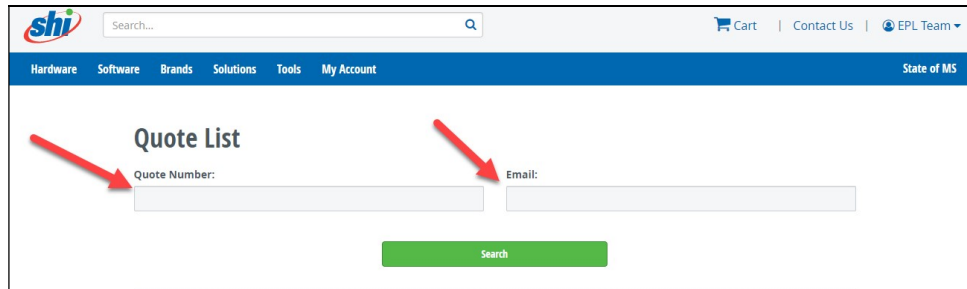 shi
Search...
Cart | Contact Us | EPL Team
Hardware Software Brands Solutions Tools My Account State of MS
Quote List
Quote Number: Email:
Search